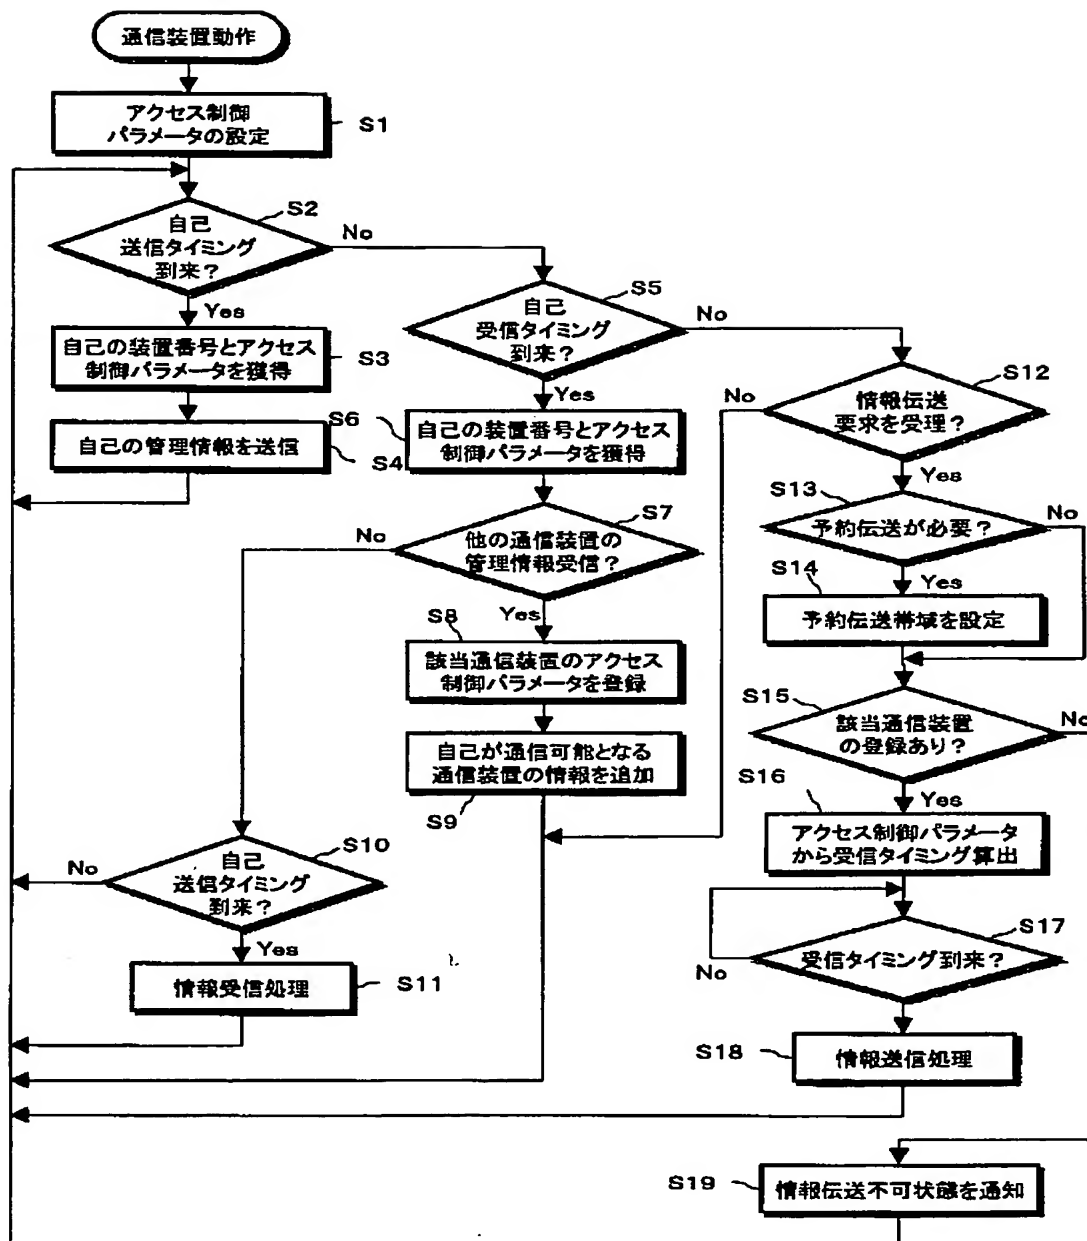 通信装置動作
アクセス制御
パラメータの設定
S1
自己
送信タイミング
到来？
S2
No
Yes
自己の装置番号とアクセス
制御パラメータを獲得
S3
自己の管理情報を送信
S4
自己
受信タイミング
到来？
S5
No
Yes
S6
自己の装置番号とアクセス
制御パラメータを獲得
他の通信装置の
管理情報受信？
S7
No
Yes
S8
該当通信装置のアクセス
制御パラメータを登録
自己が通信可能となる
通信装置の情報を追加
S9
自己
送信タイミング
到来？
S10
No
Yes
情報受信処理
S11
情報伝送
要求を受理？
S12
No
Yes
S13
予約伝送が必要？
No
Yes
S14
予約伝送帯域を設定
S15
該当通信装置
の登録あり？
No
Yes
S16
アクセス制御パラメータ
から受信タイミング算出
S17
受信タイミング到来？
No
S18
情報送信処理
S19
情報伝送不可状態を通知